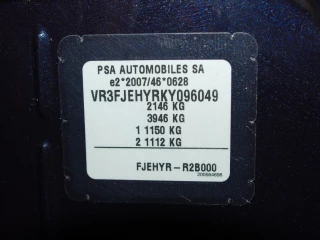 PSA AUTOMOBILES SA
e2*2007/46*0628
VR3FJEHYRKY096049
2146 KG
3946 KG
1 1150 KG
2 1112 KG
FJEHYR-R2B000